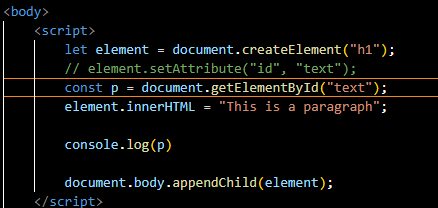 <body>
<script>
let element = document.createElement("h1");
// element.setAttribute("id", "text");
const p = document.getElementById("text");
element.innerHTML = "This is a paragraph";
console.log(p)
document.body.appendChild(element);
</script>